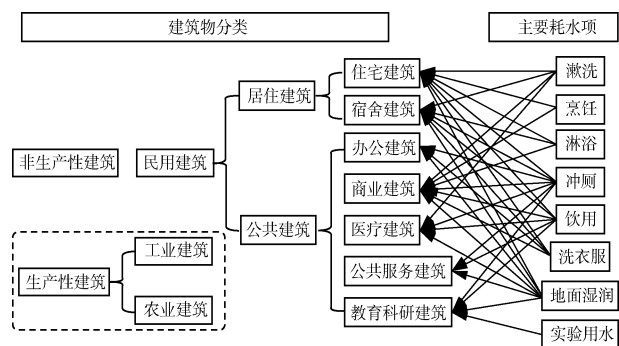 建筑物分类
主要耗水项
非生产性建筑
民用建筑
居住建筑
住宅建筑
宿舍建筑
公共建筑
办公建筑
商业建筑
医疗建筑
公共服务建筑
教育科研建筑
生产性建筑
工业建筑
农业建筑
漱洗
烹饪
淋浴
冲厕
饮用
洗衣服
地面湿润
实验用水